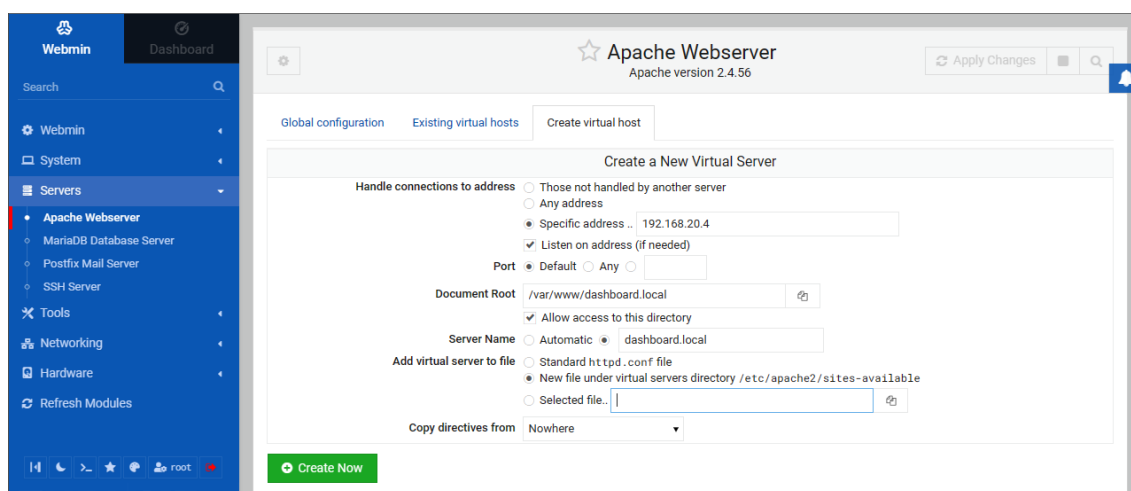 Webmin
Dashboard
Search
Webmin
System
Servers
Apache Webserver
MariaDB Database Server
Postfix Mail Server
SSH Server
Tools
Networking
Hardware
Refresh Modules
root
Apache Webserver
Apache version 2.4.56
Apply Changes
Global configuration Existing virtual hosts Create virtual host
Create a New Virtual Server
Handle connections to address Those not handled by another server
Any address
Specific address .. 192.168.20.4
Listen on address (if needed)
Port Default Any
Document Root /var/www/dashboard.local
Allow access to this directory
Server Name Automatic dashboard.local
Add virtual server to file Standard httpd.conf file
New file under virtual servers directory /etc/apache2/sites-available
Selected file..
Copy directives from Nowhere
Create Now